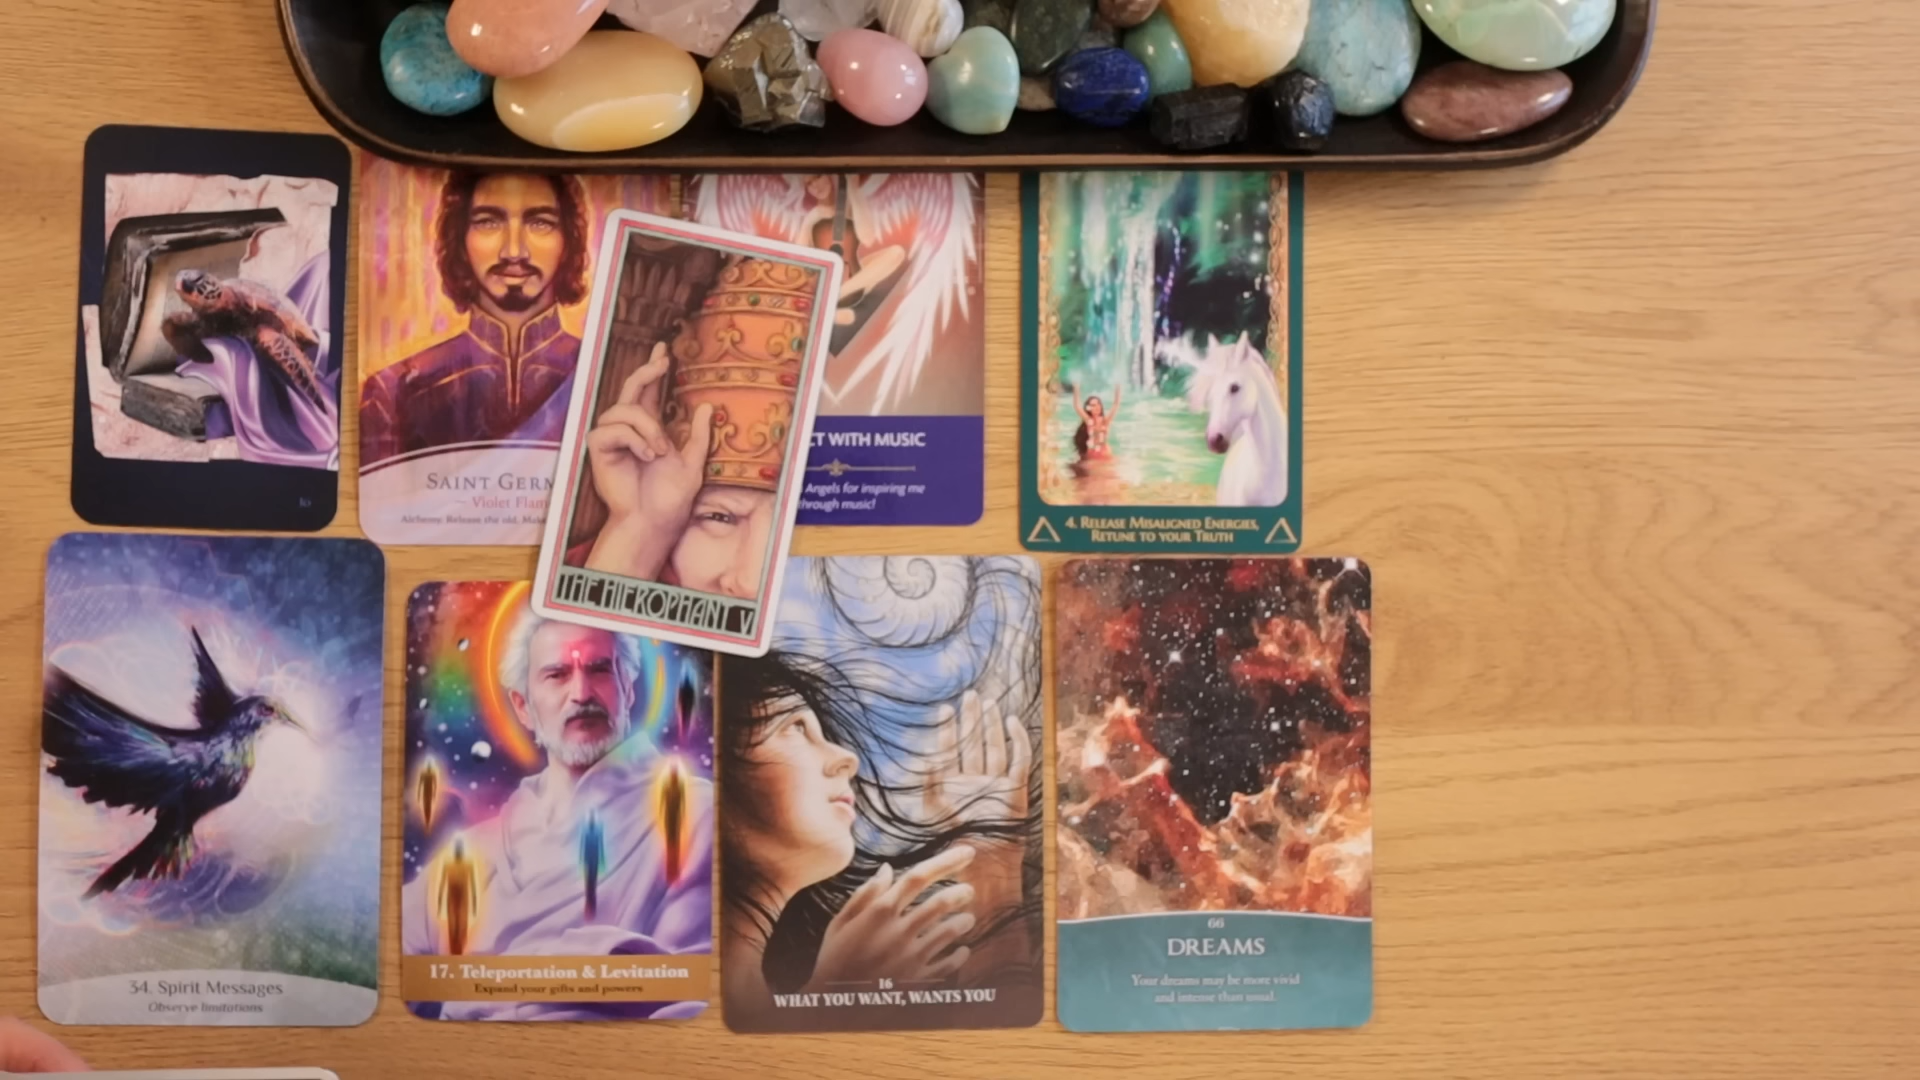 SAINT GERM
Violet Flam
Alchemy. Release the old. Make
CT WITH MUSIC
Angels for inspiring me
through music!
4. RELEASE MISALIGNED ENERGIES,
RETUNE TO YOUR TRUTH
THE HIEROPHANT V
34. Spirit Messages
Observe limitations
17. Teleportation & Levitation
Expand your gifts and powers
16
WHAT YOU WANT, WANTS YOU
66
DREAMS
Your dreams may be more vivid
and intense than usual.